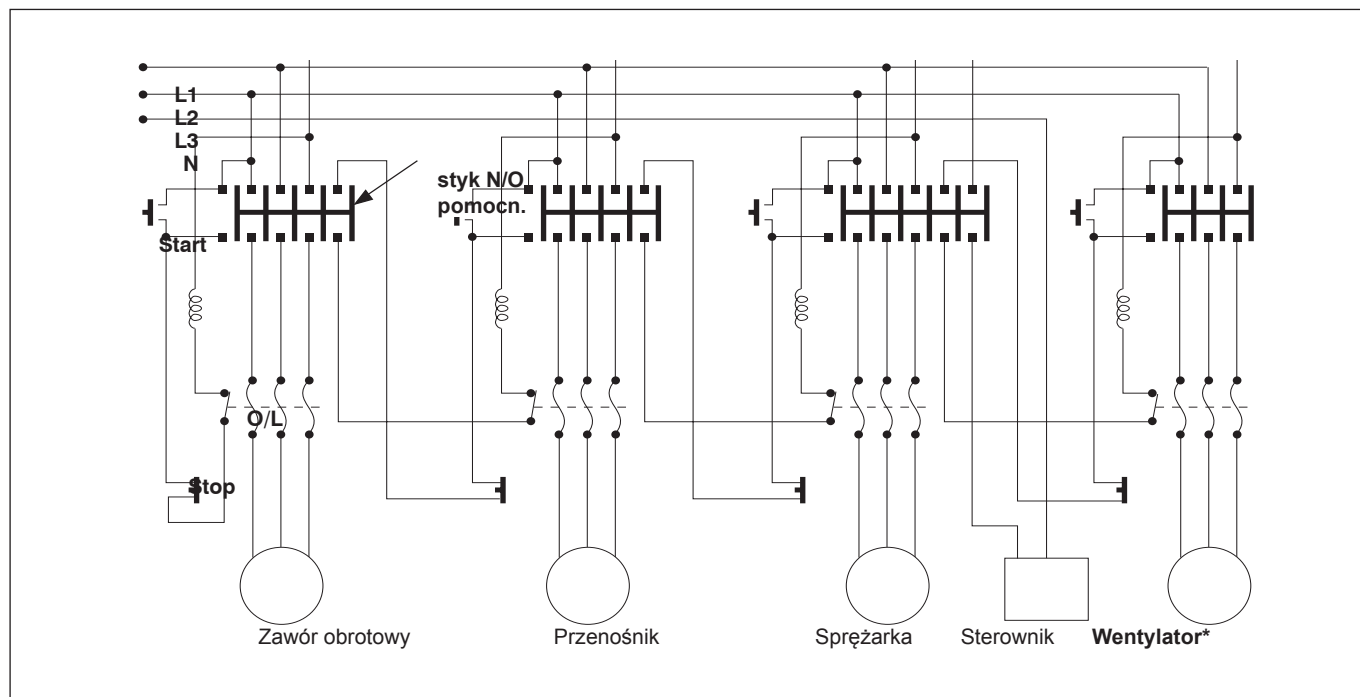 L1
L2
L3
N
styk N/O
pomocn.
Start
O/L
Stop
Zawór obrotowy
Przenośnik
Sprężarka
Sterownik
Wentylator*